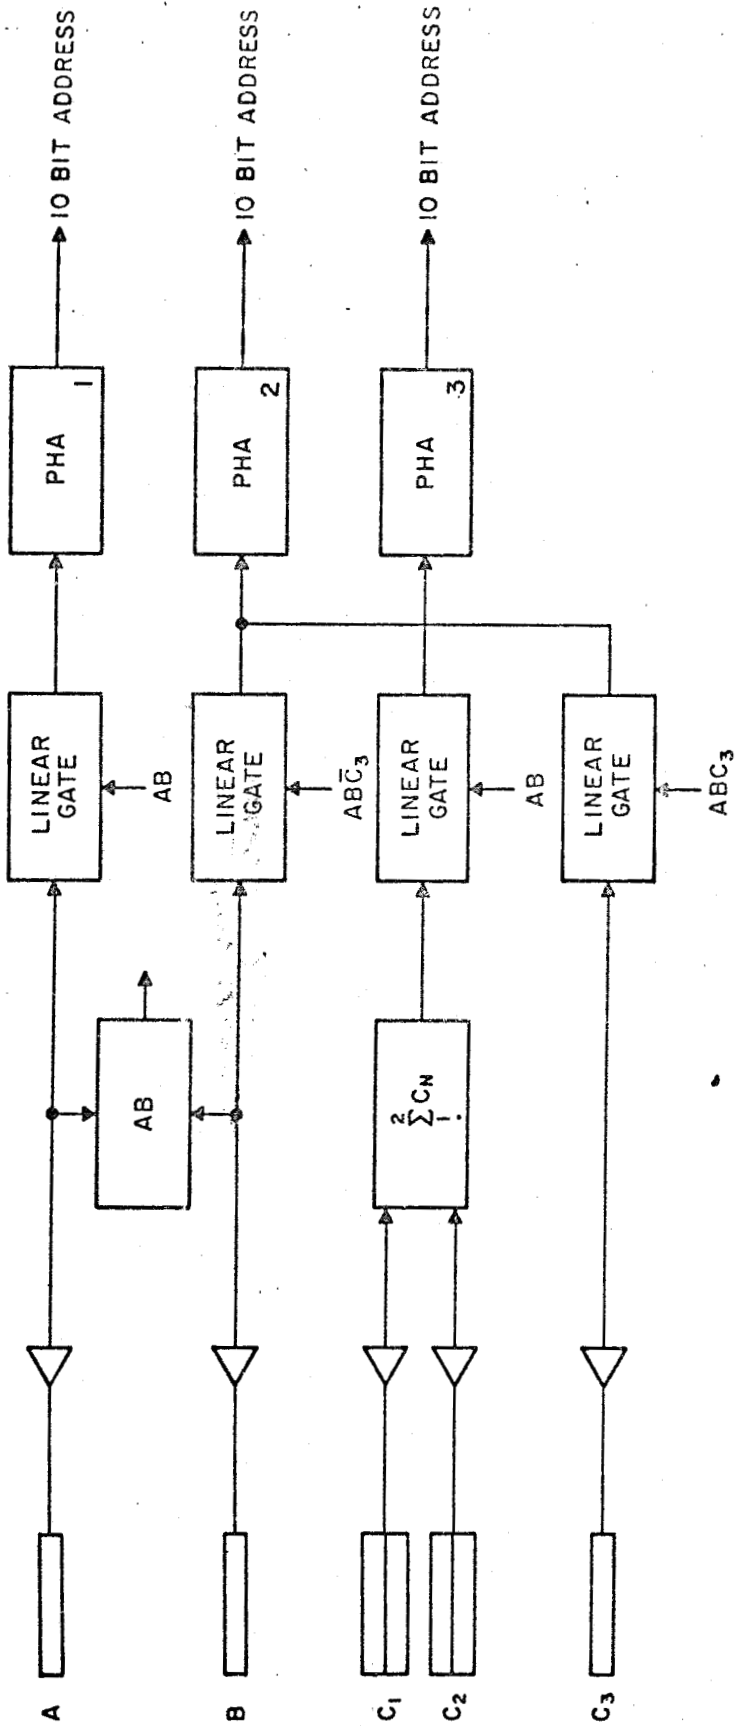 A
AB
LINEAR
GATE
AB
PHA
1
10 BIT ADDRESS
B
LINEAR
GATE
ABC̄₃
PHA
2
10 BIT ADDRESS
C₁
C₂
2
Σ CN
1
LINEAR
GATE
AB
PHA
3
10 BIT ADDRESS
C₃
LINEAR
GATE
ABC₃